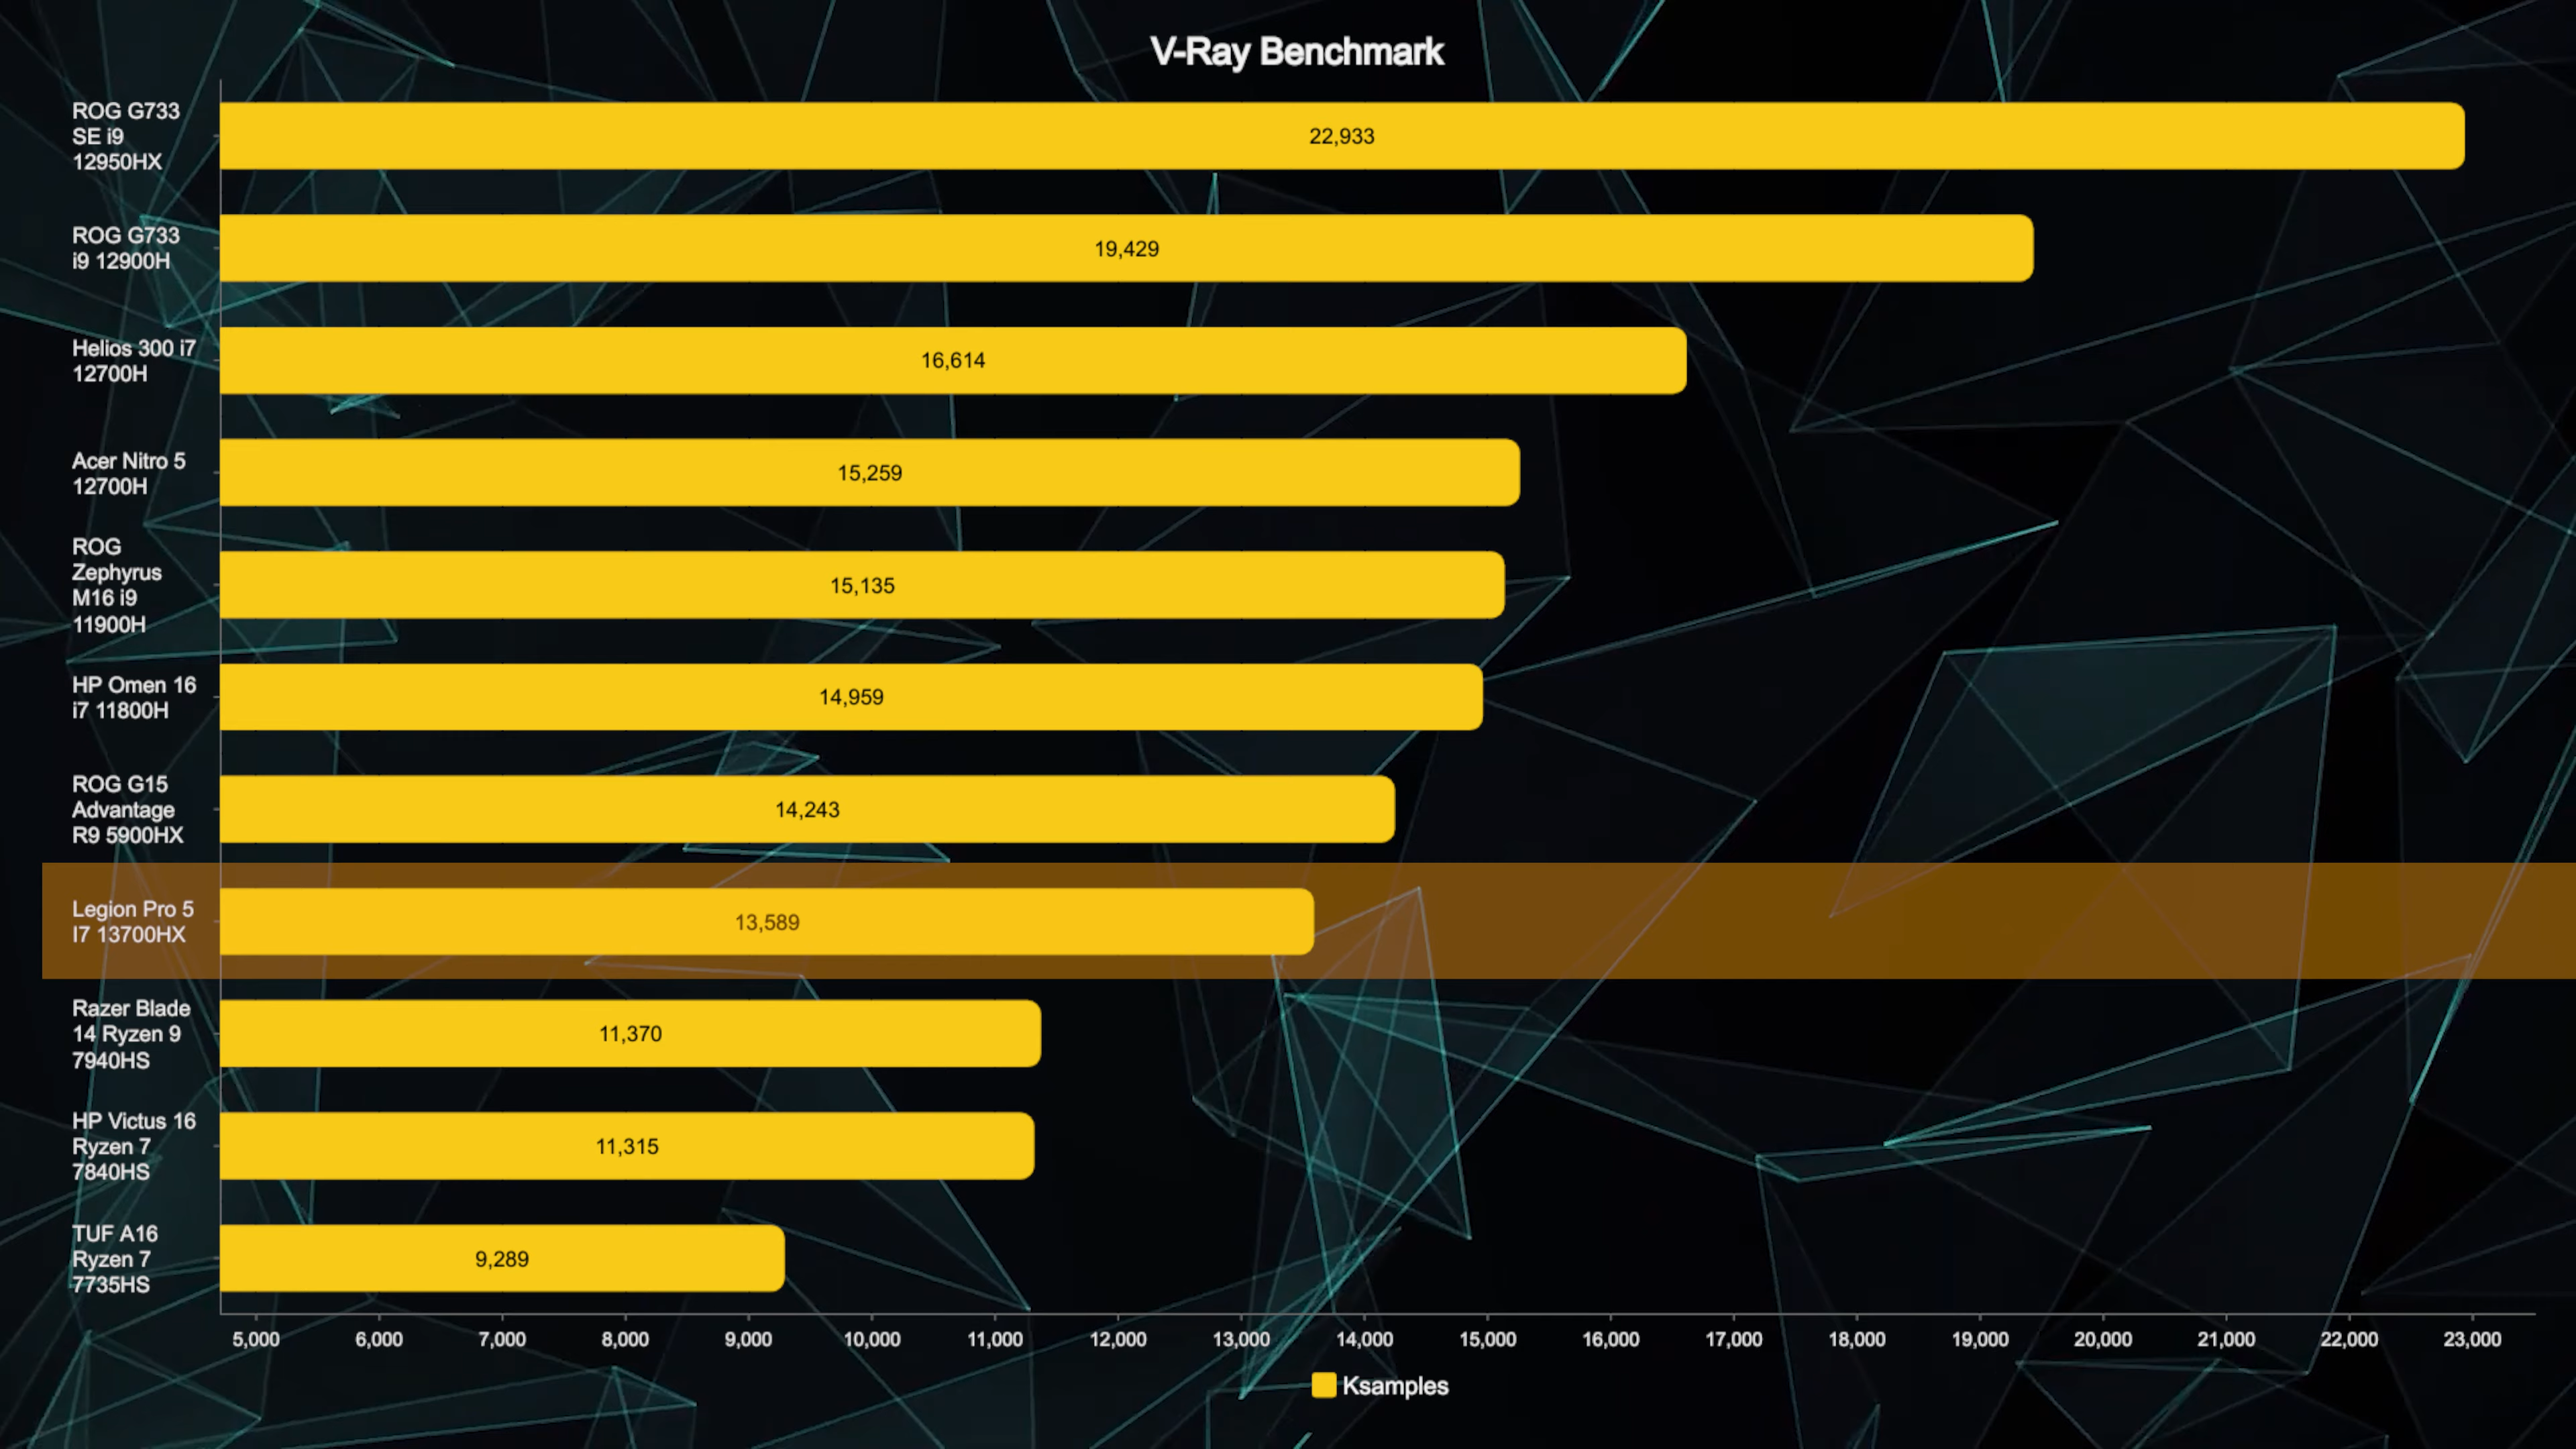 V-Ray Benchmark
ROG G733
SE i9
12950HX
22,933
ROG G733
i9 12900H
19,429
Helios 300 i7
12700H
16,614
Acer Nitro 5
12700H
15,259
ROG
Zephyrus
M16 i9
11900H
15,135
HP Omen 16
i7 11800H
14,959
ROG G15
Advantage
R9 5900HX
14,243
Legion Pro 5
I7 13700HX
13,589
Razer Blade
14 Ryzen 9
7940HS
11,370
HP Victus 16
Ryzen 7
7840HS
11,315
TUF A16
Ryzen 7
7735HS
9,289
5,000 6,000 7,000 8,000 9,000 10,000 11,000 12,000 13,000 14,000 15,000 16,000 17,000 18,000 19,000 20,000 21,000 22,000 23,000
Ksamples